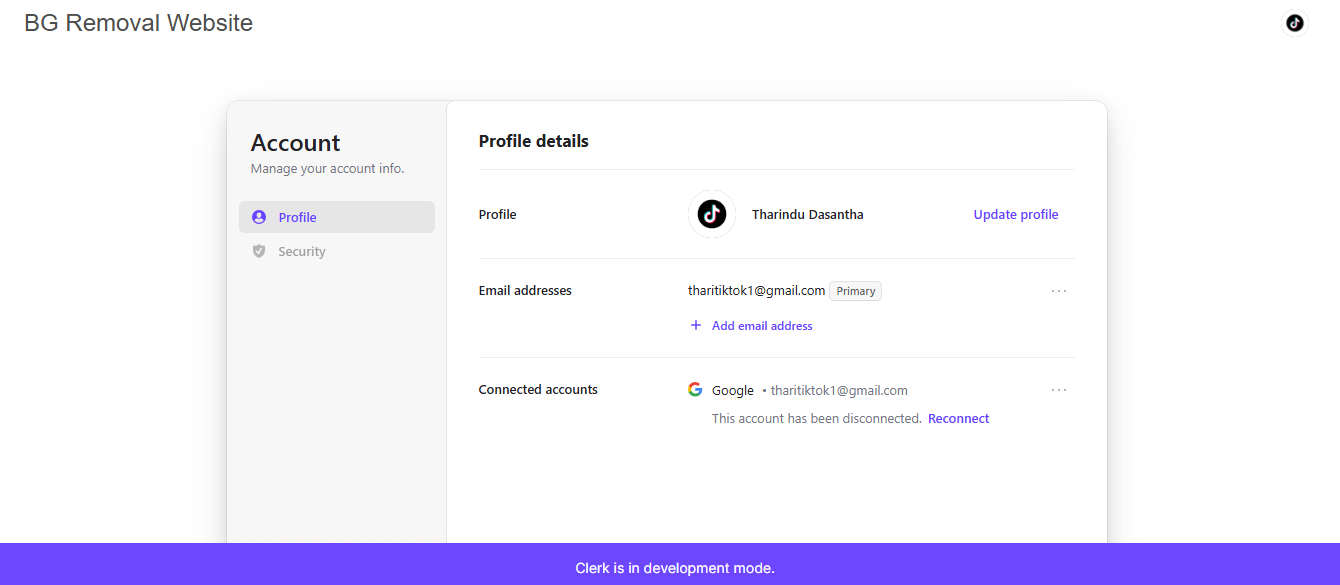 BG Removal Website
Account
Manage your account info.
Profile
Security
Profile details
Profile
Tharindu Dasantha
Update profile
Email addresses
tharitiktok1@gmail.com Primary
...
+ Add email address
Connected accounts
Google • tharitiktok1@gmail.com
...
This account has been disconnected. Reconnect
Clerk is in development mode.